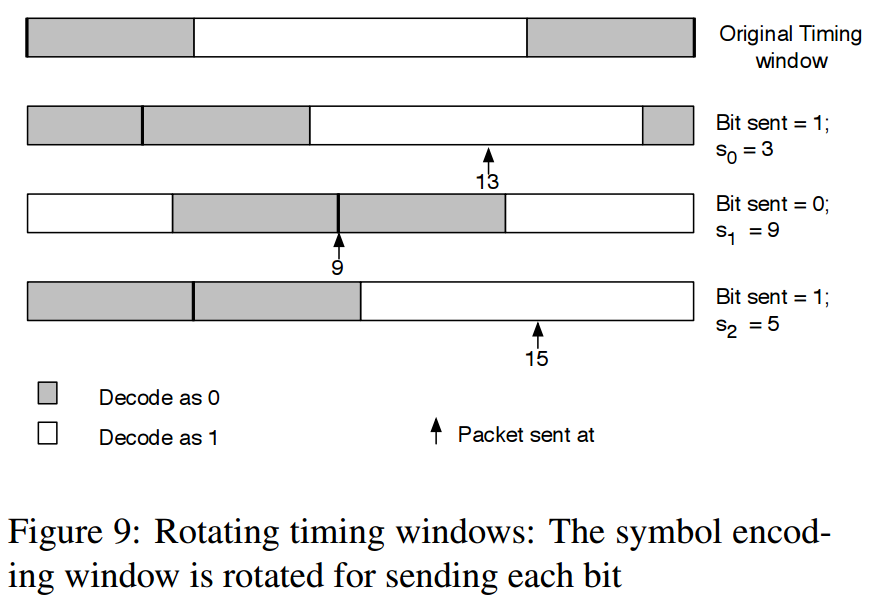 Original Timing
window
Bit sent = 1;
s0 = 3
13
Bit sent = 0;
s1 = 9
9
Bit sent = 1;
s2 = 5
15
Decode as 0
Decode as 1
Packet sent at
Figure 9: Rotating timing windows: The symbol encod-
ing window is rotated for sending each bit